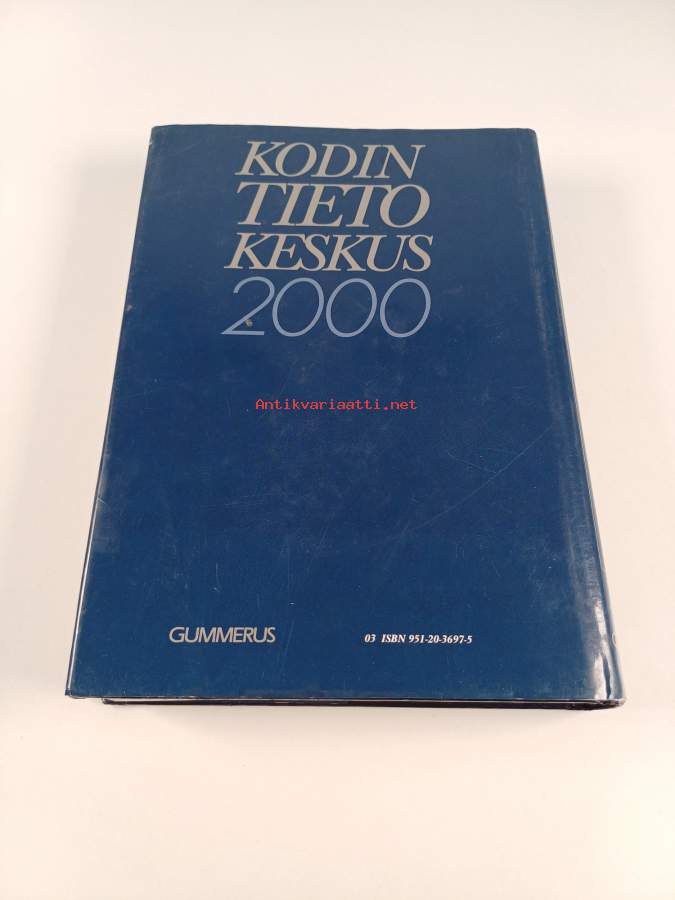 KODIN
TIETO
KESKUS
2000
Antikvariaatti.net
GUMMERUS
03 ISBN 951-20-3697-5